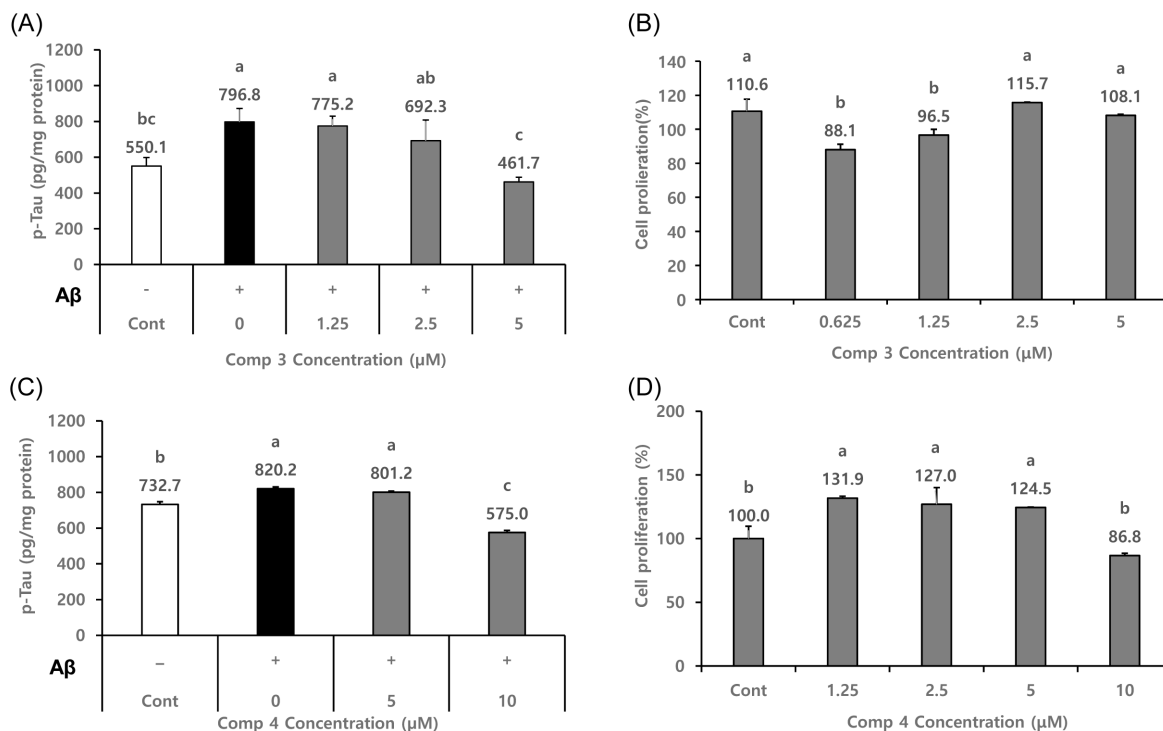 (A)
p-Tau (pg/mg protein)
1200
1000
800
600
400
200
0
bc
550.1
a
796.8
a
775.2
ab
692.3
c
461.7
Aβ - + + + +
Cont 0 1.25 2.5 5
Comp 3 Concentration (μM)
(B)
Cell prolieration(%)
140
120
100
80
60
40
20
0
a
110.6
b
88.1
b
96.5
a
115.7
a
108.1
Cont 0.625 1.25 2.5 5
Comp 3 Concentration (μM)
(C)
p-Tau (pg/mg protein)
1200
1000
800
600
400
200
0
b
732.7
a
820.2
a
801.2
c
575.0
Aβ – + + +
Cont 0 5 10
Comp 4 Concentration (μM)
(D)
Cell proliferation (%)
200
150
100
50
0
b
100.0
a
131.9
a
127.0
a
124.5
b
86.8
Cont 1.25 2.5 5 10
Comp 4 Concentration (μM)